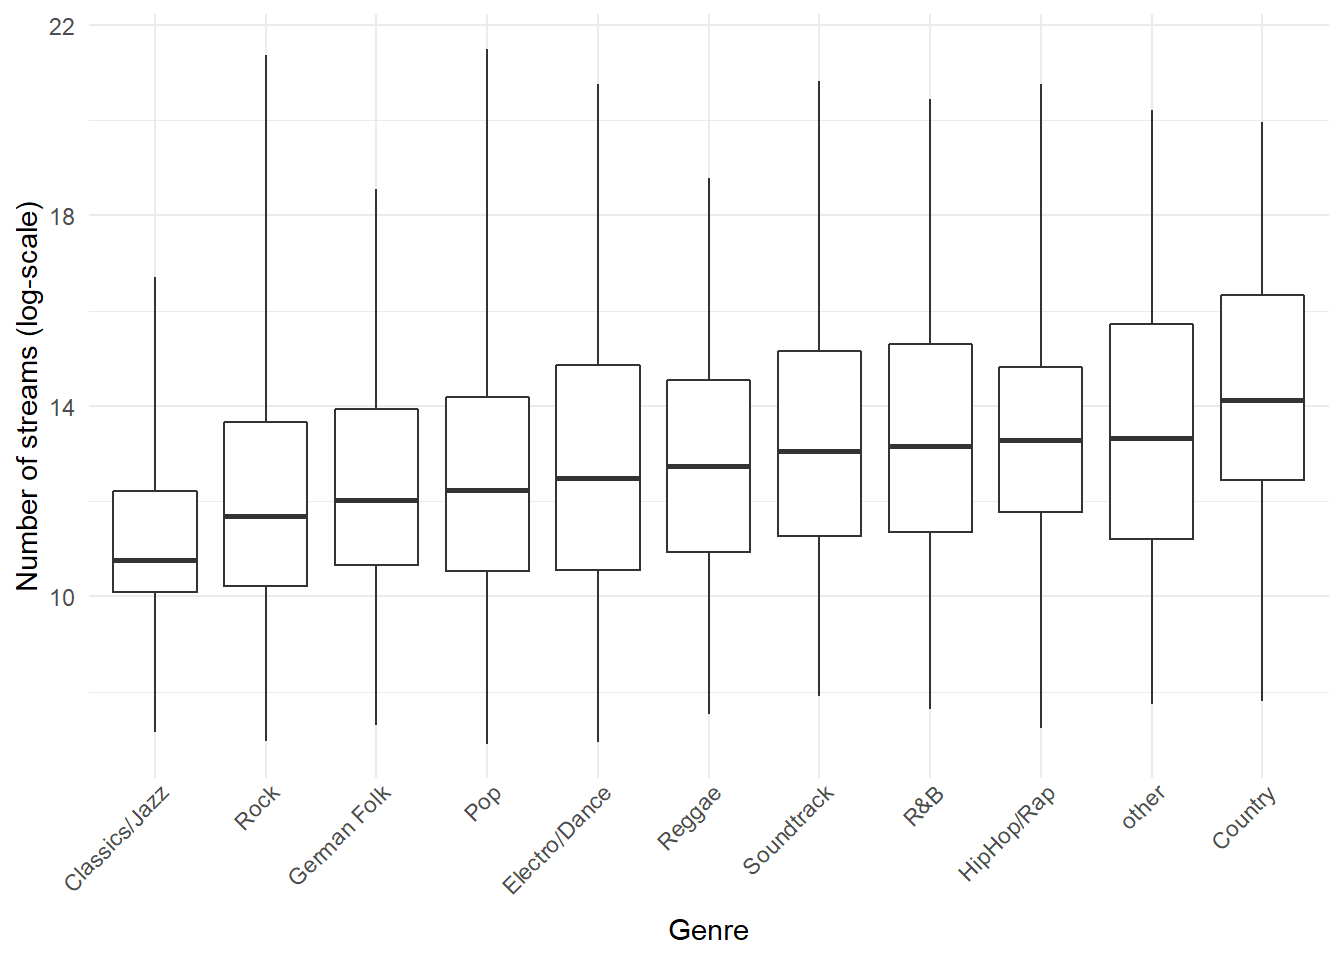 22
18
14
10
Number of streams (log-scale)
Classics/Jazz
Rock
German Folk
Pop
Electro/Dance
Reggae
Soundtrack
R&B
HipHop/Rap
other
Country
Genre